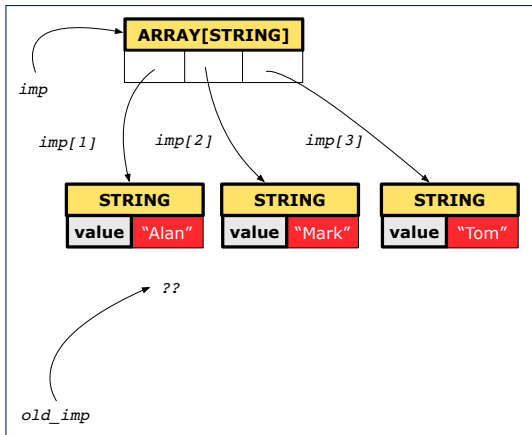 ARRAY[STRING]
imp
imp[1]
imp[2]
imp[3]
STRING
STRING
STRING
value “Alan”
value “Mark”
value “Tom”
??
old_imp